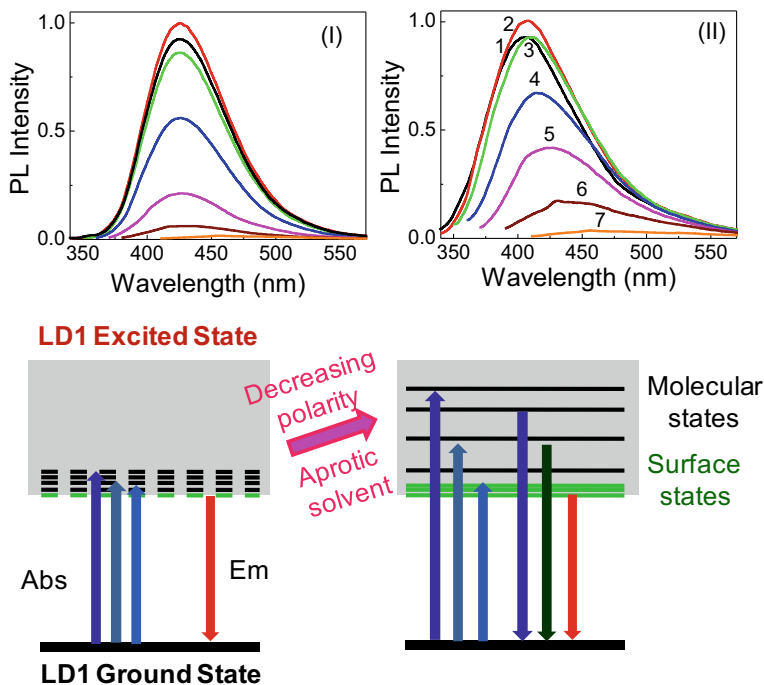 (I)
PL Intensity
1.0
0.5
0.0
350
400
450
500
550
Wavelength (nm)
(II)
PL Intensity
1.0
0.5
0.0
350
400
450
500
550
1
2
3
4
5
6
7
Wavelength (nm)
LD1 Excited State
Decreasing
polarity
Aprotic
solvent
Molecular
states
Surface
states
Abs
Em
LD1 Ground State